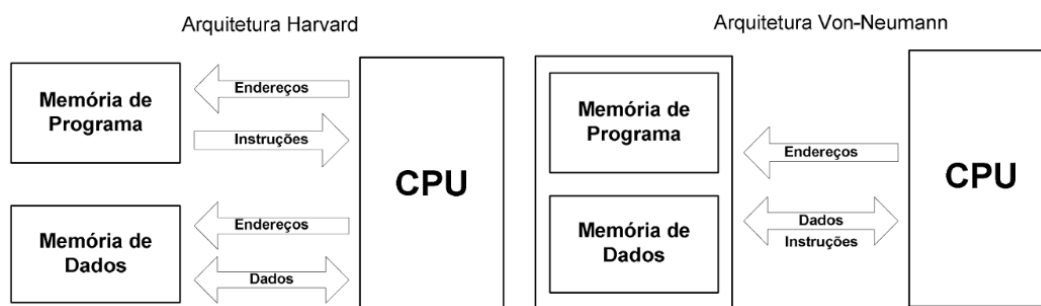 Arquitetura Harvard
Memória de
Programa
Endereços
Instruções
Memória de
Dados
Endereços
Dados
CPU
Arquitetura Von-Neumann
Memória de
Programa
Memória de
Dados
Endereços
Dados
Instruções
CPU